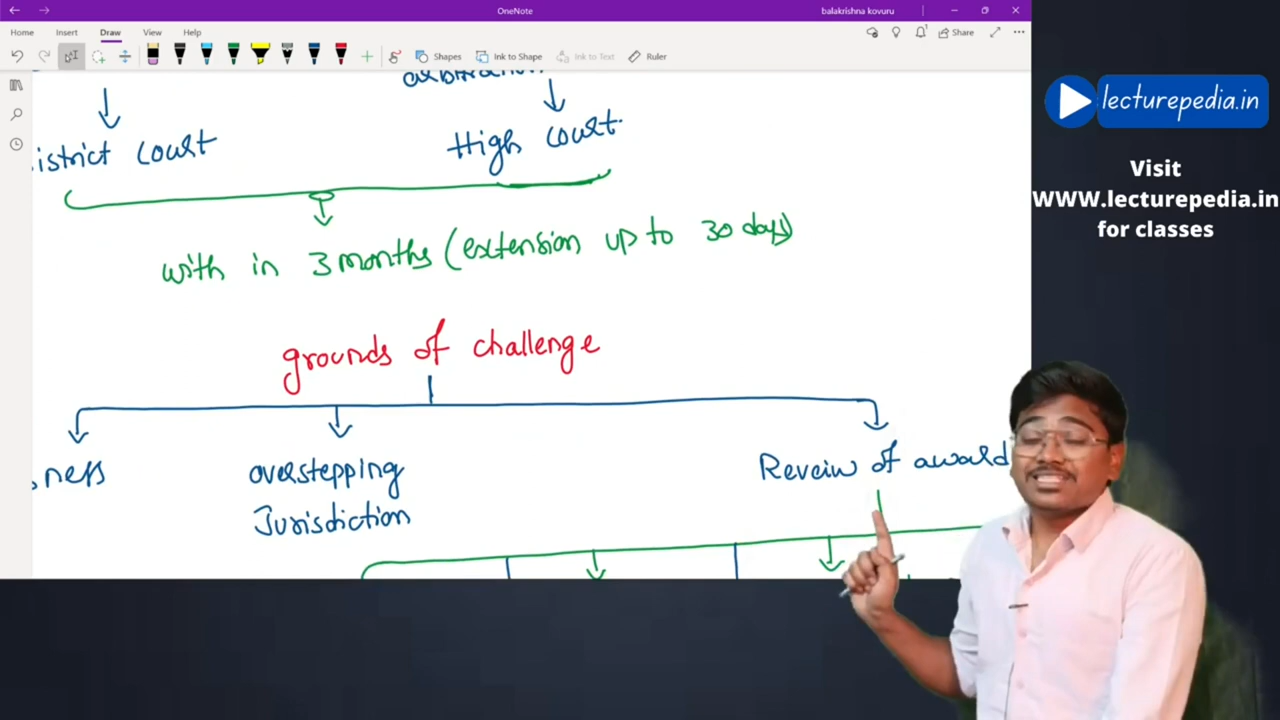 OneNote
balakrishna kovuru
Home Insert Draw View Help
Share
Shapes Ink to Shape Ink to Text Ruler
istrict court
High court
with in 3 months (extension up to 30 days)
grounds of challenge
ness
overstepping
Jurisdiction
Reveiw of award
lecturepedia.in
Visit
WWW.lecturepedia.in
for classes